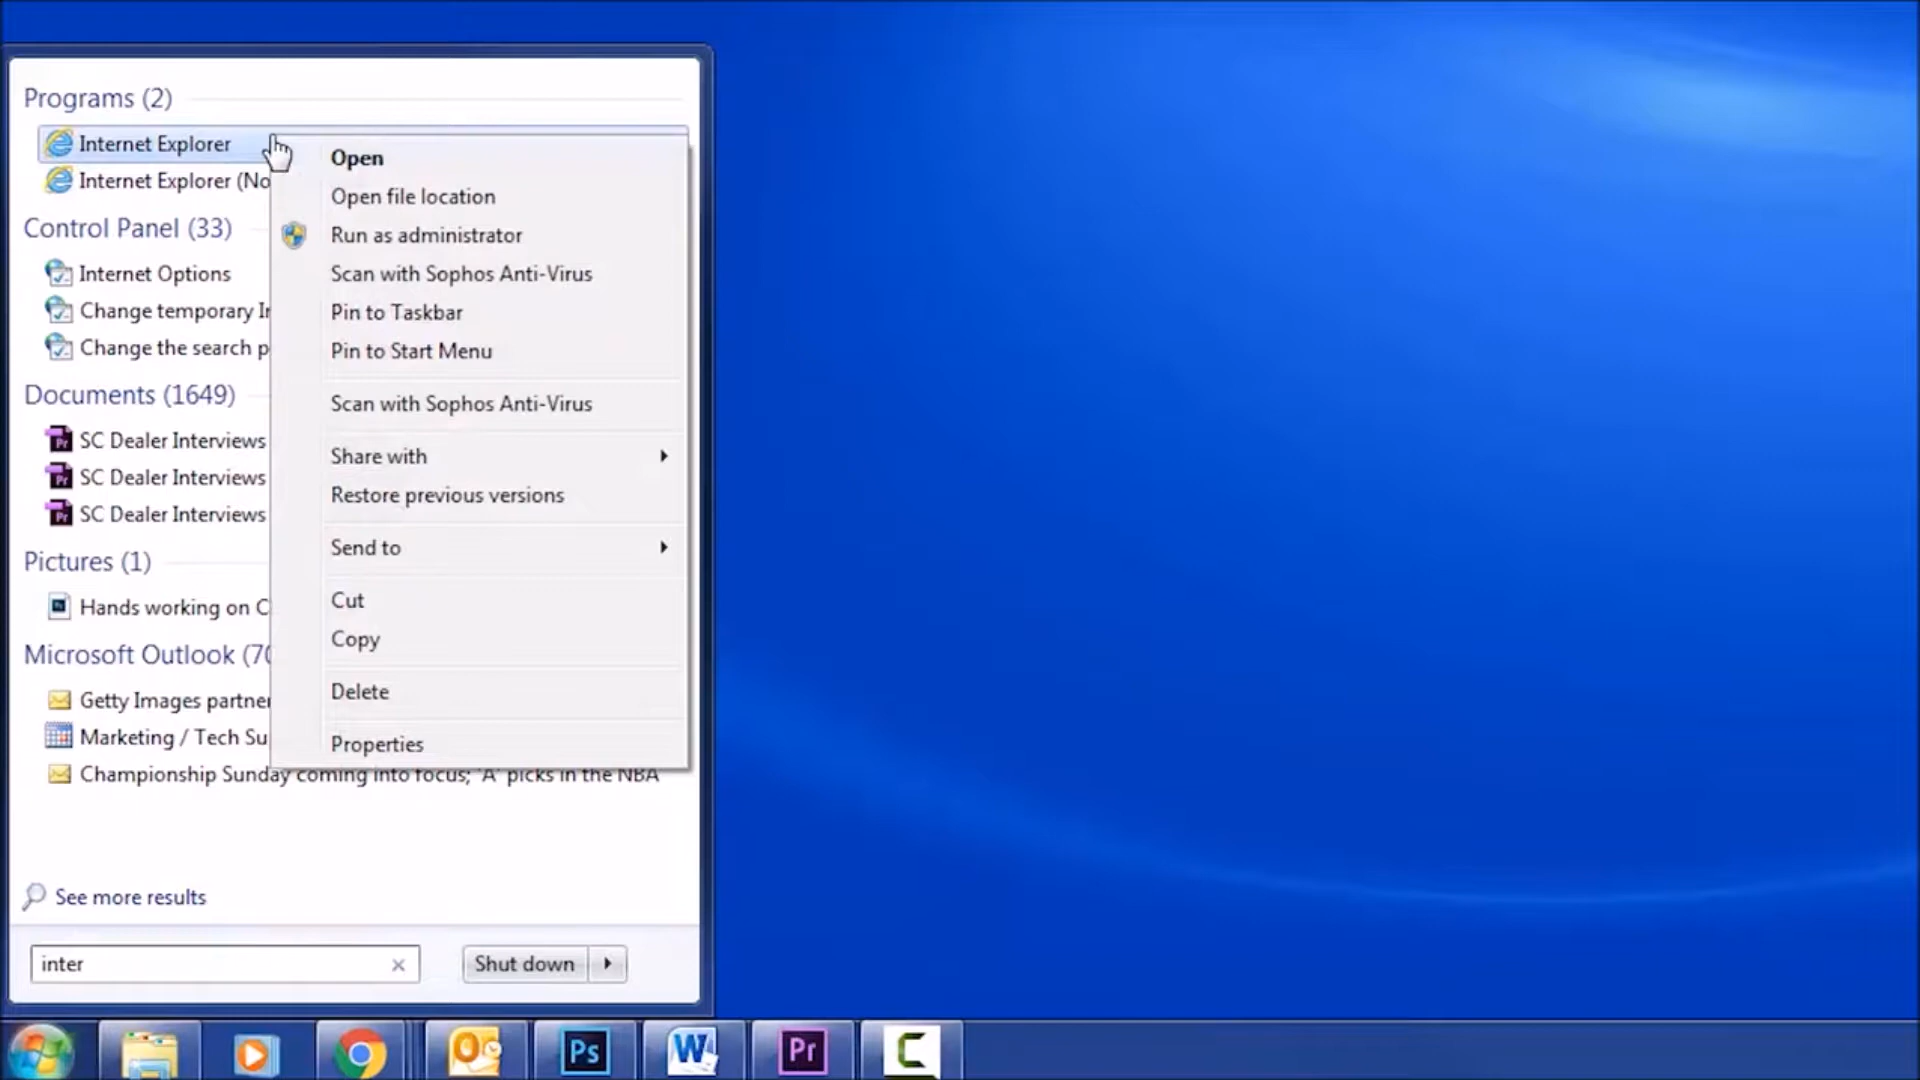 Programs (2)
Internet Explorer
Internet Explorer (No
Control Panel (33)
Internet Options
Change temporary
Change the search
Documents (1649)
SC Dealer Interviews
SC Dealer Interviews
SC Dealer Interviews
Pictures (1)
Hands working on
Microsoft Outlook
Getty Images
Marketing / Tech
Championship Sunday coming into focus; 'A' picks in the NBA
See more results
inter
Shut down
Open
Open file location
Run as administrator
Scan with Sophos Anti-Virus
Pin to Taskbar
Pin to Start Menu
Scan with Sophos Anti-Virus
Share with
Restore previous versions
Send to
Cut
Copy
Delete
Properties
Ps
W
Pr
C